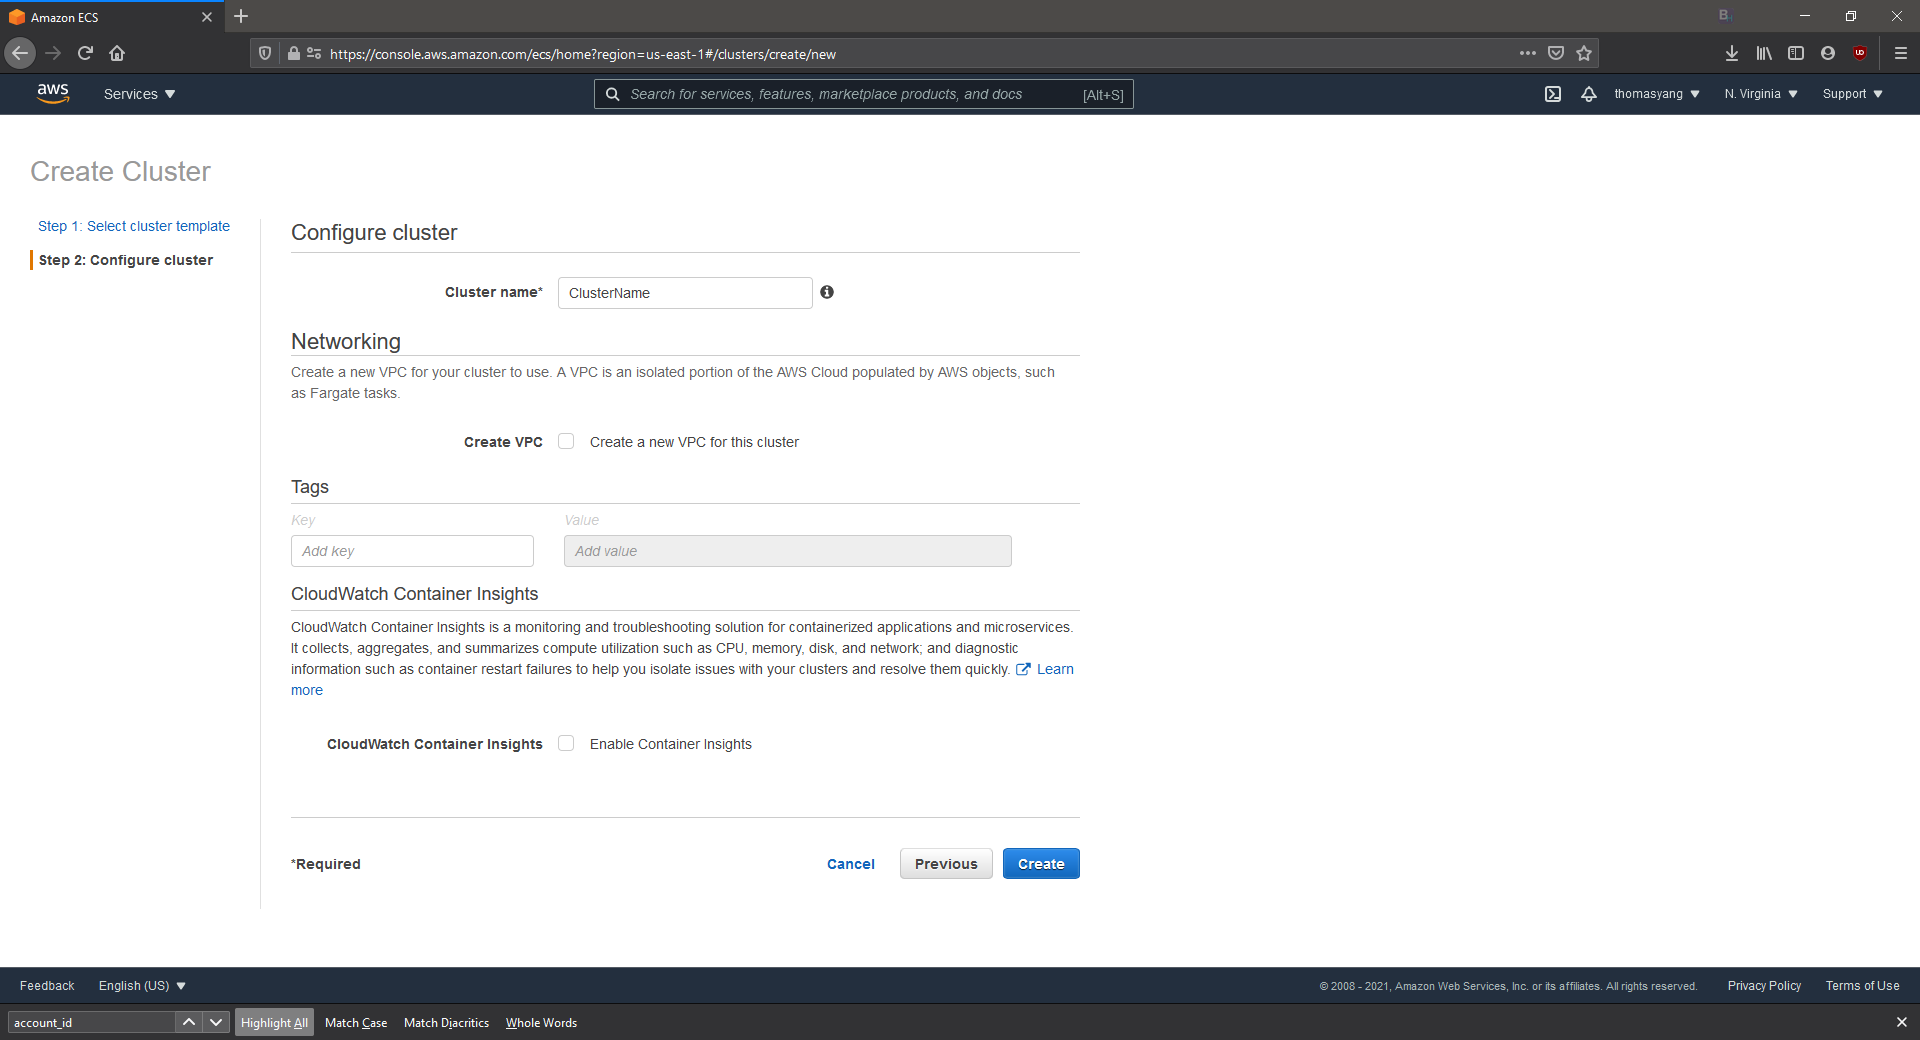 Amazon ECS
https://console.aws.amazon.com/ecs/home?region=us-east-1#/clusters/create/new
aws
Services
Search for services, features, marketplace products, and docs
[Alt+S]
thomasyang
N. Virginia
Support
Create Cluster
Step 1: Select cluster template
Step 2: Configure cluster
Configure cluster
Cluster name*
ClusterName
Networking
Create a new VPC for your cluster to use. A VPC is an isolated portion of the AWS Cloud populated by AWS objects, such
as Fargate tasks.
Create VPC
Create a new VPC for this cluster
Tags
Key
Value
Add key
Add value
CloudWatch Container Insights
CloudWatch Container Insights is a monitoring and troubleshooting solution for containerized applications and microservices.
It collects, aggregates, and summarizes compute utilization such as CPU, memory, disk, and network; and diagnostic
information such as container restart failures to help you isolate issues with your clusters and resolve them quickly. Learn
more
CloudWatch Container Insights
Enable Container Insights
*Required
Cancel
Previous
Create
Feedback
English (US)
© 2008 - 2021, Amazon Web Services, Inc. or its affiliates. All rights reserved.
Privacy Policy
Terms of Use
account_id
Highlight All
Match Case
Match Diacritics
Whole Words